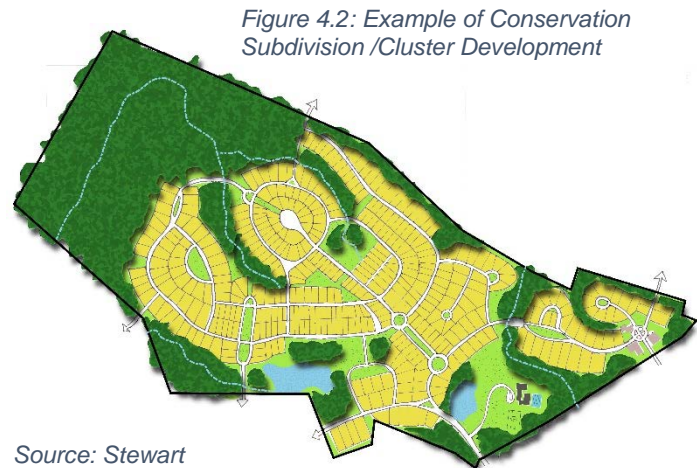 Figure 4.2: Example of Conservation
Subdivision /Cluster Development
Source: Stewart